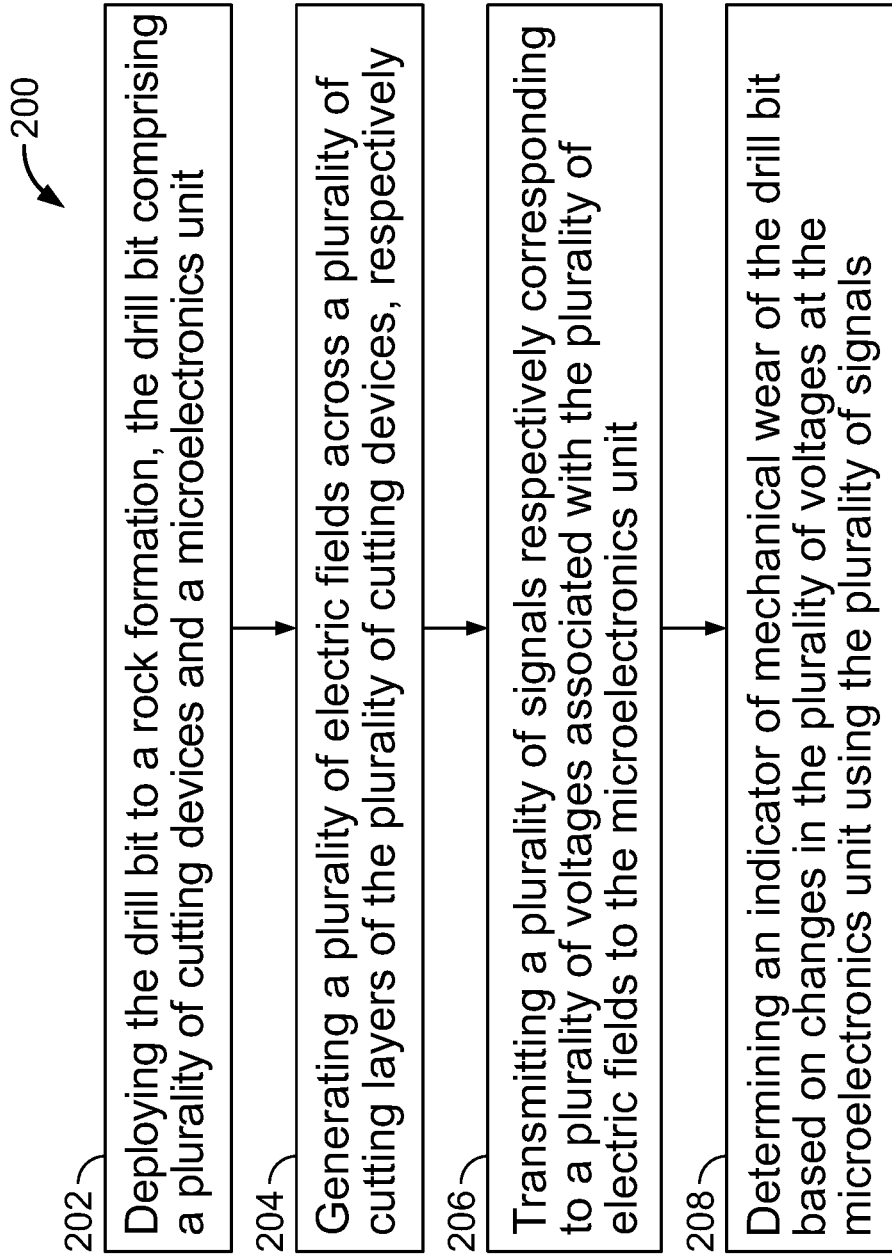 200
202
Deploying the drill bit to a rock formation, the drill bit comprising
a plurality of cutting devices and a microelectronics unit
204
Generating a plurality of electric fields across a plurality of
cutting layers of the plurality of cutting devices, respectively
206
Transmitting a plurality of signals respectively corresponding
to a plurality of voltages associated with the plurality of
electric fields to the microelectronics unit
208
Determining an indicator of mechanical wear of the drill bit
based on changes in the plurality of voltages at the
microelectronics unit using the plurality of signals